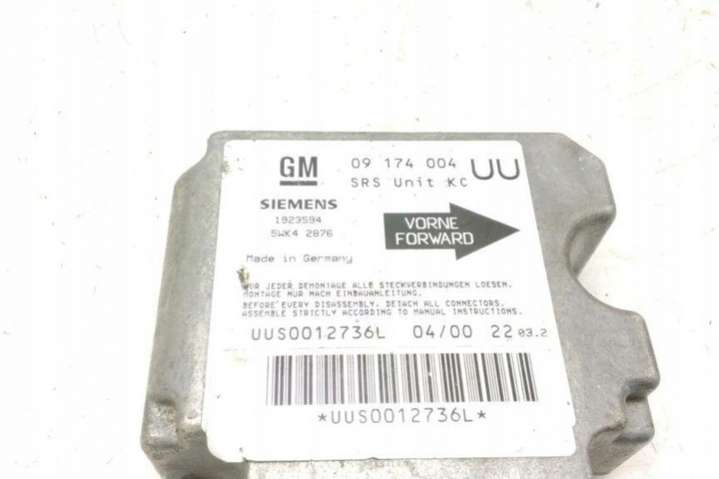 GM 09 174 004 UU
SRS Unit KC
SIEMENS
1923594
5WK4 2876
VORNE
FORWARD
Made in Germany
VOR JEDER DEMONTAGE ALLE STECKVERBINDUNGEN LOESEN.
MONTAGE NUR NACH EINBAUANLEITUNG.
BEFORE EVERY DISASSEMBLY, DETACH ALL CONNECTORS.
ASSEMBLE STRICTLY ACCORDING TO MANUAL INSTRUCTIONS.
UUS0012736L 04/00 22 03.2
*UUS0012736L*